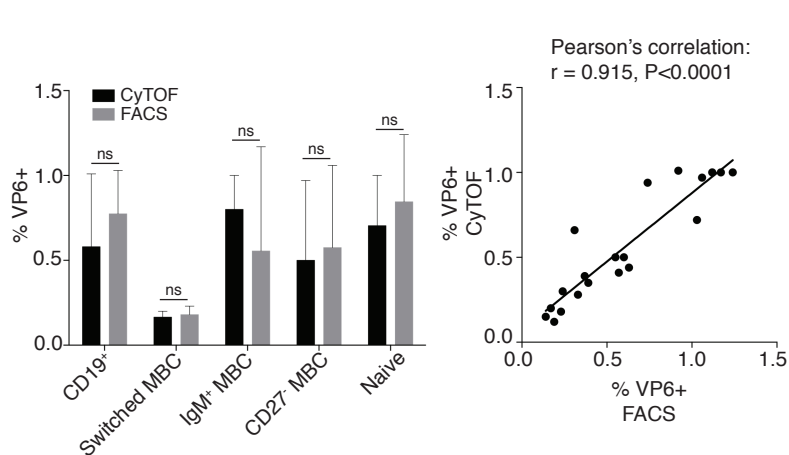 1.5
1.0
0.5
0.0
% VP6+
CyTOF
FACS
ns
ns
ns
ns
ns
CD19⁺
Switched MBC
IgM⁺ MBC
CD27⁻ MBC
Naive
Pearson's correlation:
r = 0.915, P<0.0001
1.5
1.0
0.5
0.0
% VP6+
CyTOF
0.0
0.5
1.0
1.5
% VP6+
FACS